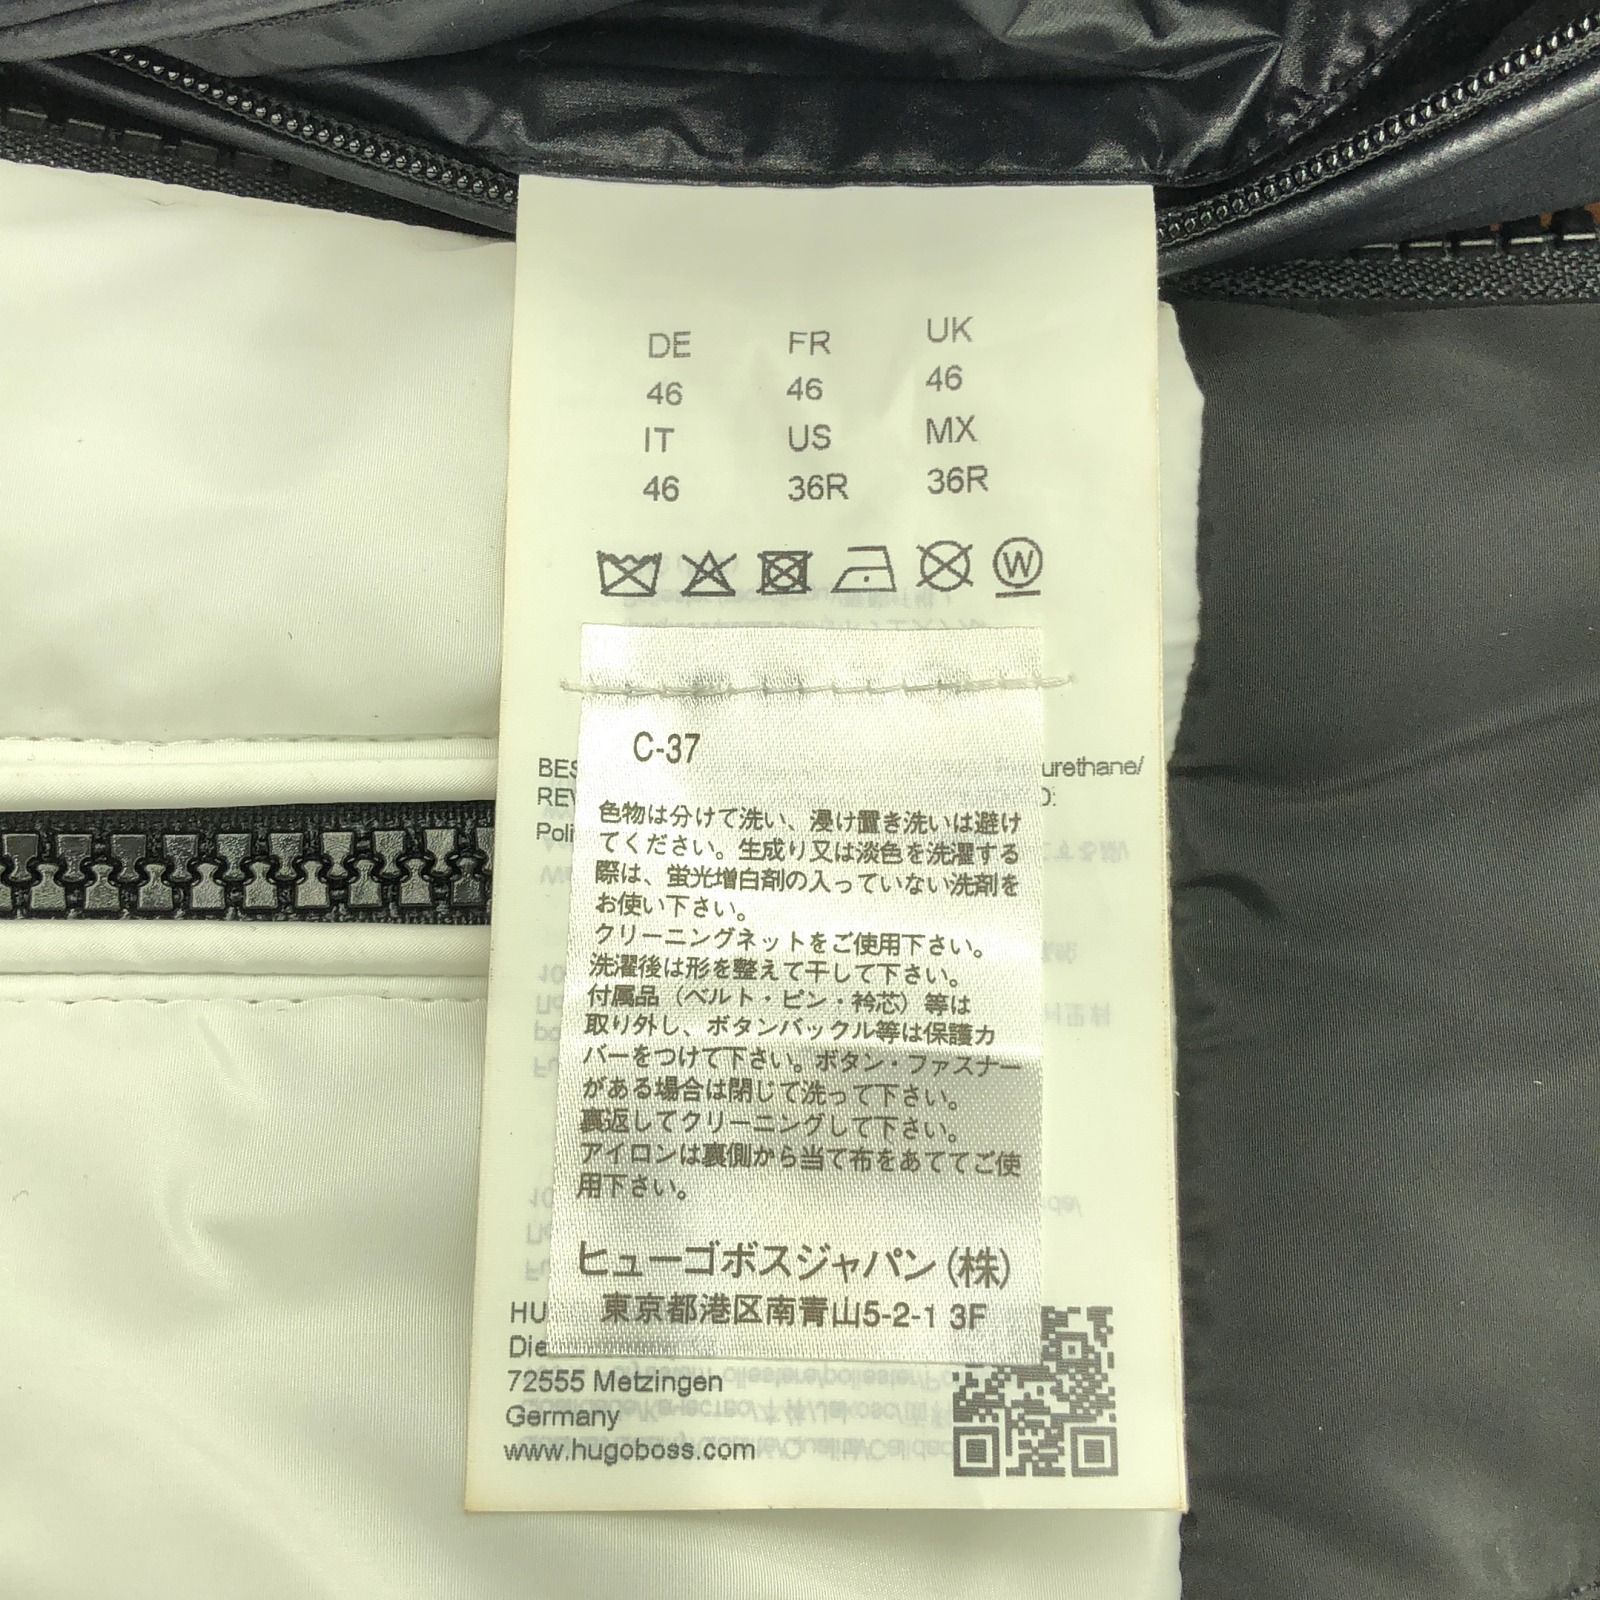 DE FR UK
46 46 46
IT US MX
46 36R 36R
W
C-37
色物は分けて洗い、浸け置き洗いは避け
てください。生成り又は淡色を洗濯する
際は、蛍光増白剤の入っていない洗剤を
お使い下さい。
クリーニングネットをご使用下さい。
洗濯後は形を整えて干して下さい。
付属品（ベルト・ピン・衿芯）等は
取り外し、ボタンバックル等は保護カ
バーをつけて下さい。ボタン・ファスナー
がある場合は閉じて洗って下さい。
裏返してクリーニングして下さい。
アイロンは裏側から当て布をあててご使
用下さい。
ヒューゴボスジャパン(株)
東京都港区南青山5-2-1 3F
72555 Metzingen
Germany
www.hugoboss.com